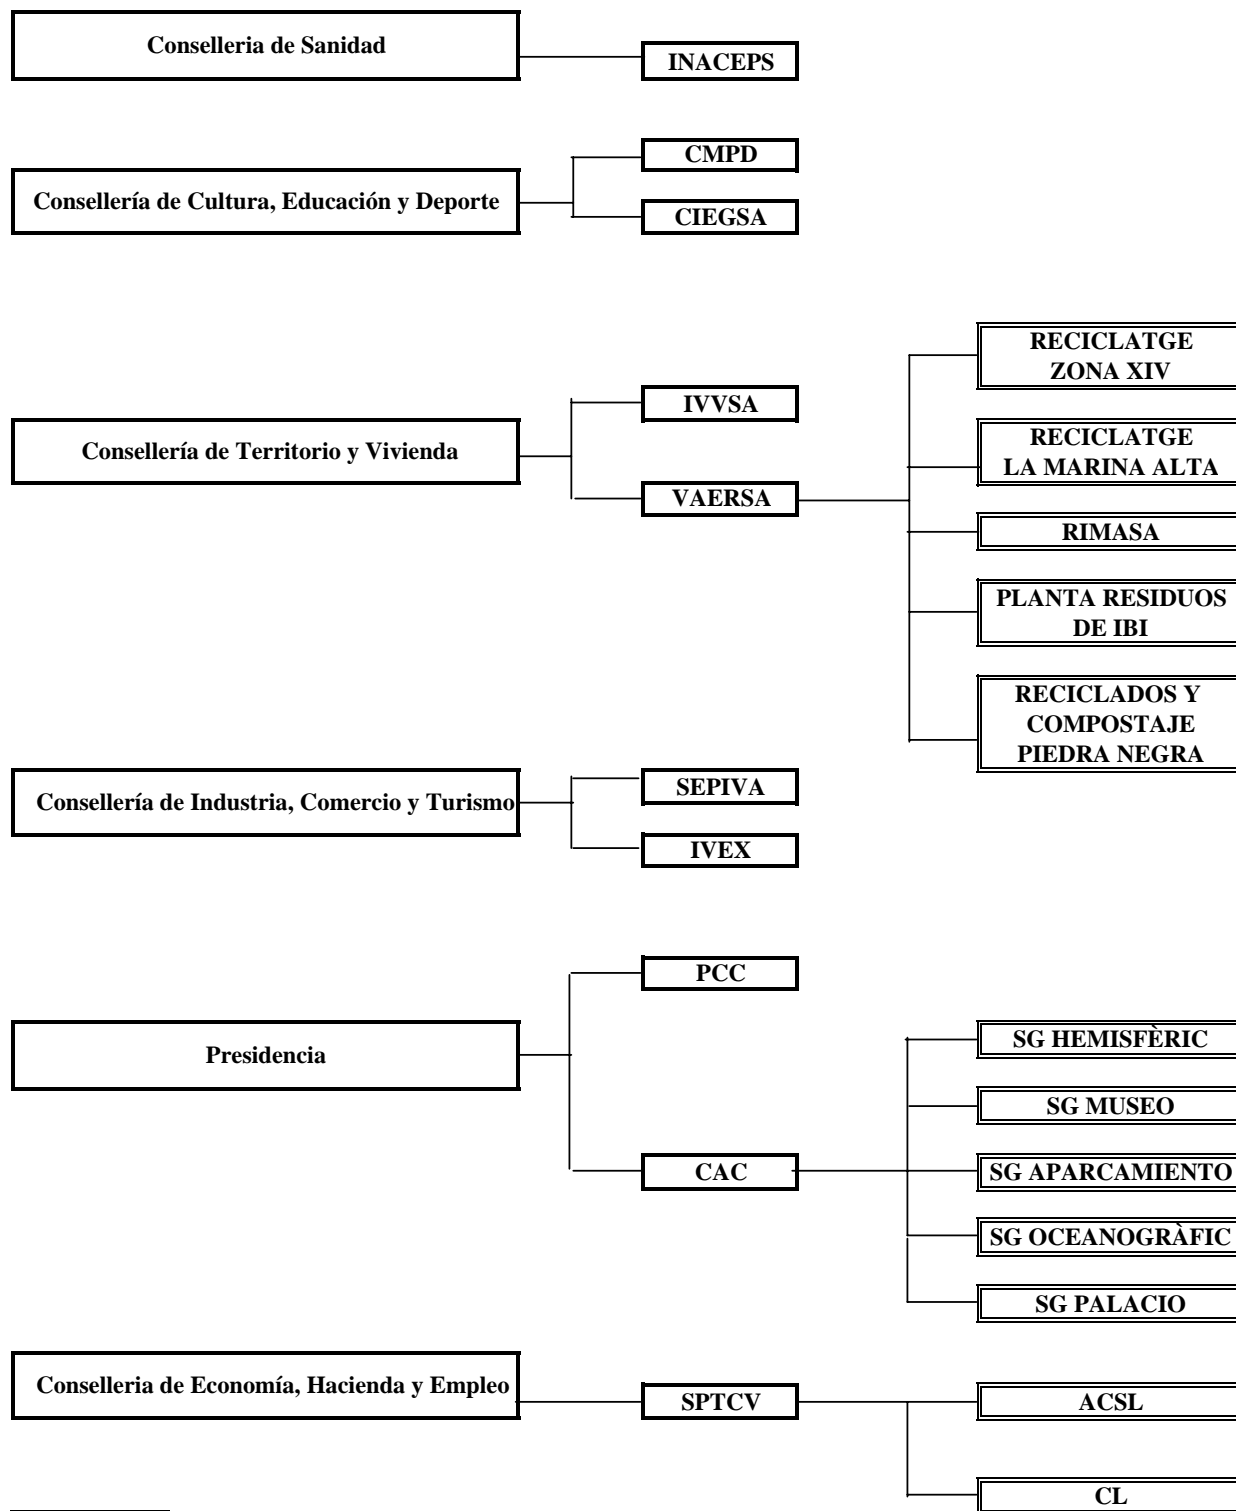 Conselleria de Sanidad
INACEPS
CMPD
Consellería de Cultura, Educación y Deporte
CIEGSA
RECICLATGE
ZONA XIV
IVVSA
Consellería de Territorio y Vivienda
RECICLATGE
LA MARINA ALTA
VAERSA
RIMASA
PLANTA RESIDUOS
DE IBI
RECICLADOS Y
COMPOSTAJE
PIEDRA NEGRA
SEPIVA
Consellería de Industria, Comercio y Turismo
IVEX
PCC
Presidencia
SG HEMISFÈRIC
SG MUSEO
CAC
SG APARCAMIENTO
SG OCEANOGRÀFIC
SG PALACIO
Conselleria de Economía, Hacienda y Empleo
SPTCV
ACSL
CL